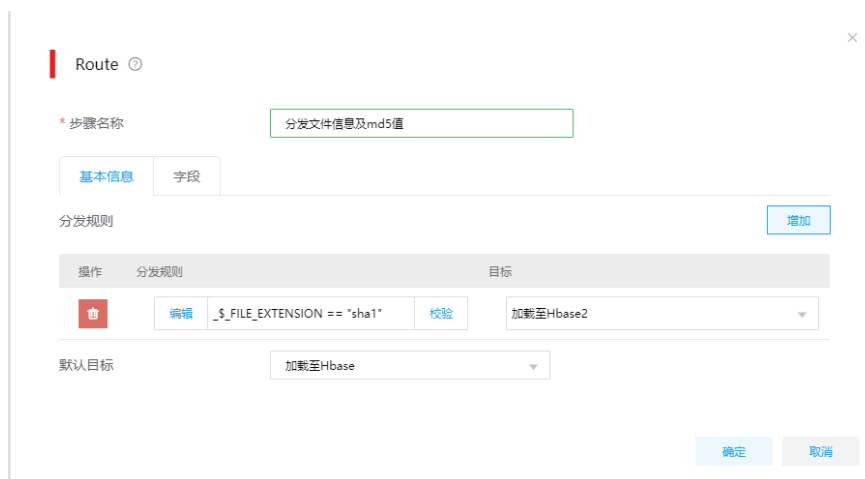 Route
* 步骤名称 分发文件信息及md5值
基本信息 字段
分发规则 增加
操作 分发规则 目标
编辑 _$_FILE_EXTENSION == "sha1" 校验 加载至Hbase2
默认目标 加载至Hbase
确定 取消